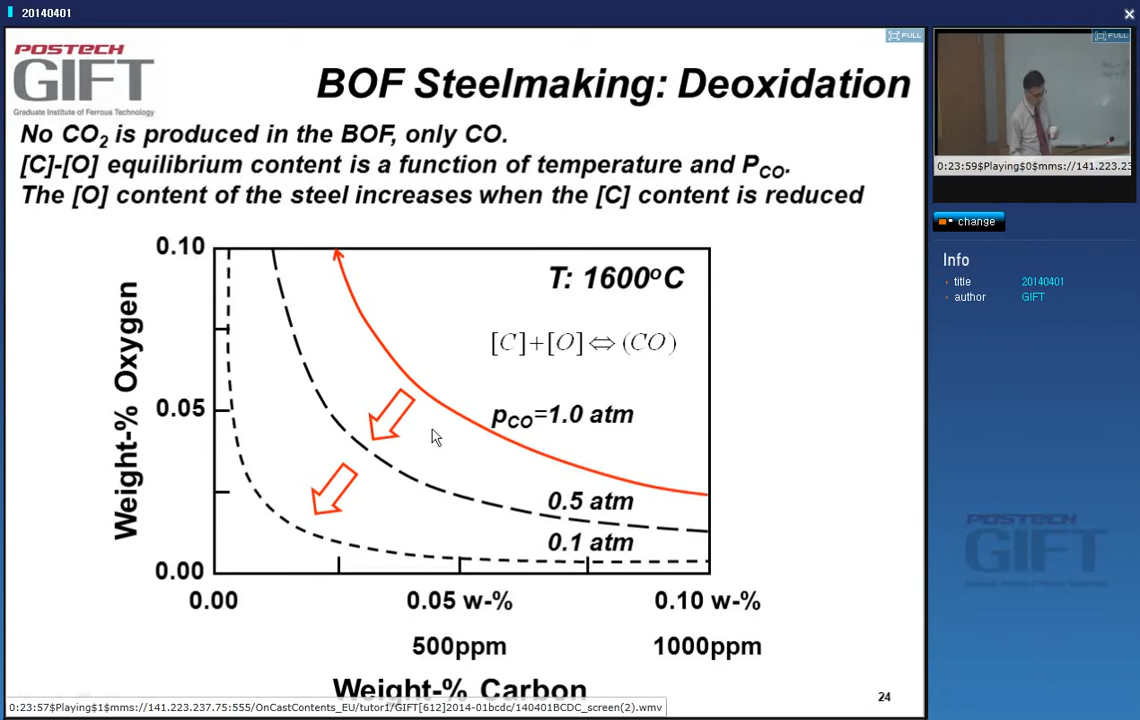 20140401
FULL
POSTECH
GIFT
Graduate Institute of Ferrous Technology
BOF Steelmaking: Deoxidation
No CO₂ is produced in the BOF, only CO.
[C]-[O] equilibrium content is a function of temperature and P_CO.
The [O] content of the steel increases when the [C] content is reduced
Weight-% Oxygen
0.10
0.05
0.00
T: 1600°C
[C]+[O]⇔(CO)
p_CO=1.0 atm
0.5 atm
0.1 atm
0.00
0.05 w-%
0.10 w-%
500ppm
1000ppm
Weight-% Carbon
24
0:23:57$Playing$1$mms://141.223.237.75:555/OnCastContents_EU/tutor1/GIFT[612]2014-01bcdc/140401BCDC_screen(2).wmv
FULL
0:23:59$Playing$0$mms://141.223.23
change
Info
title 20140401
author GIFT
POSTECH
GIFT